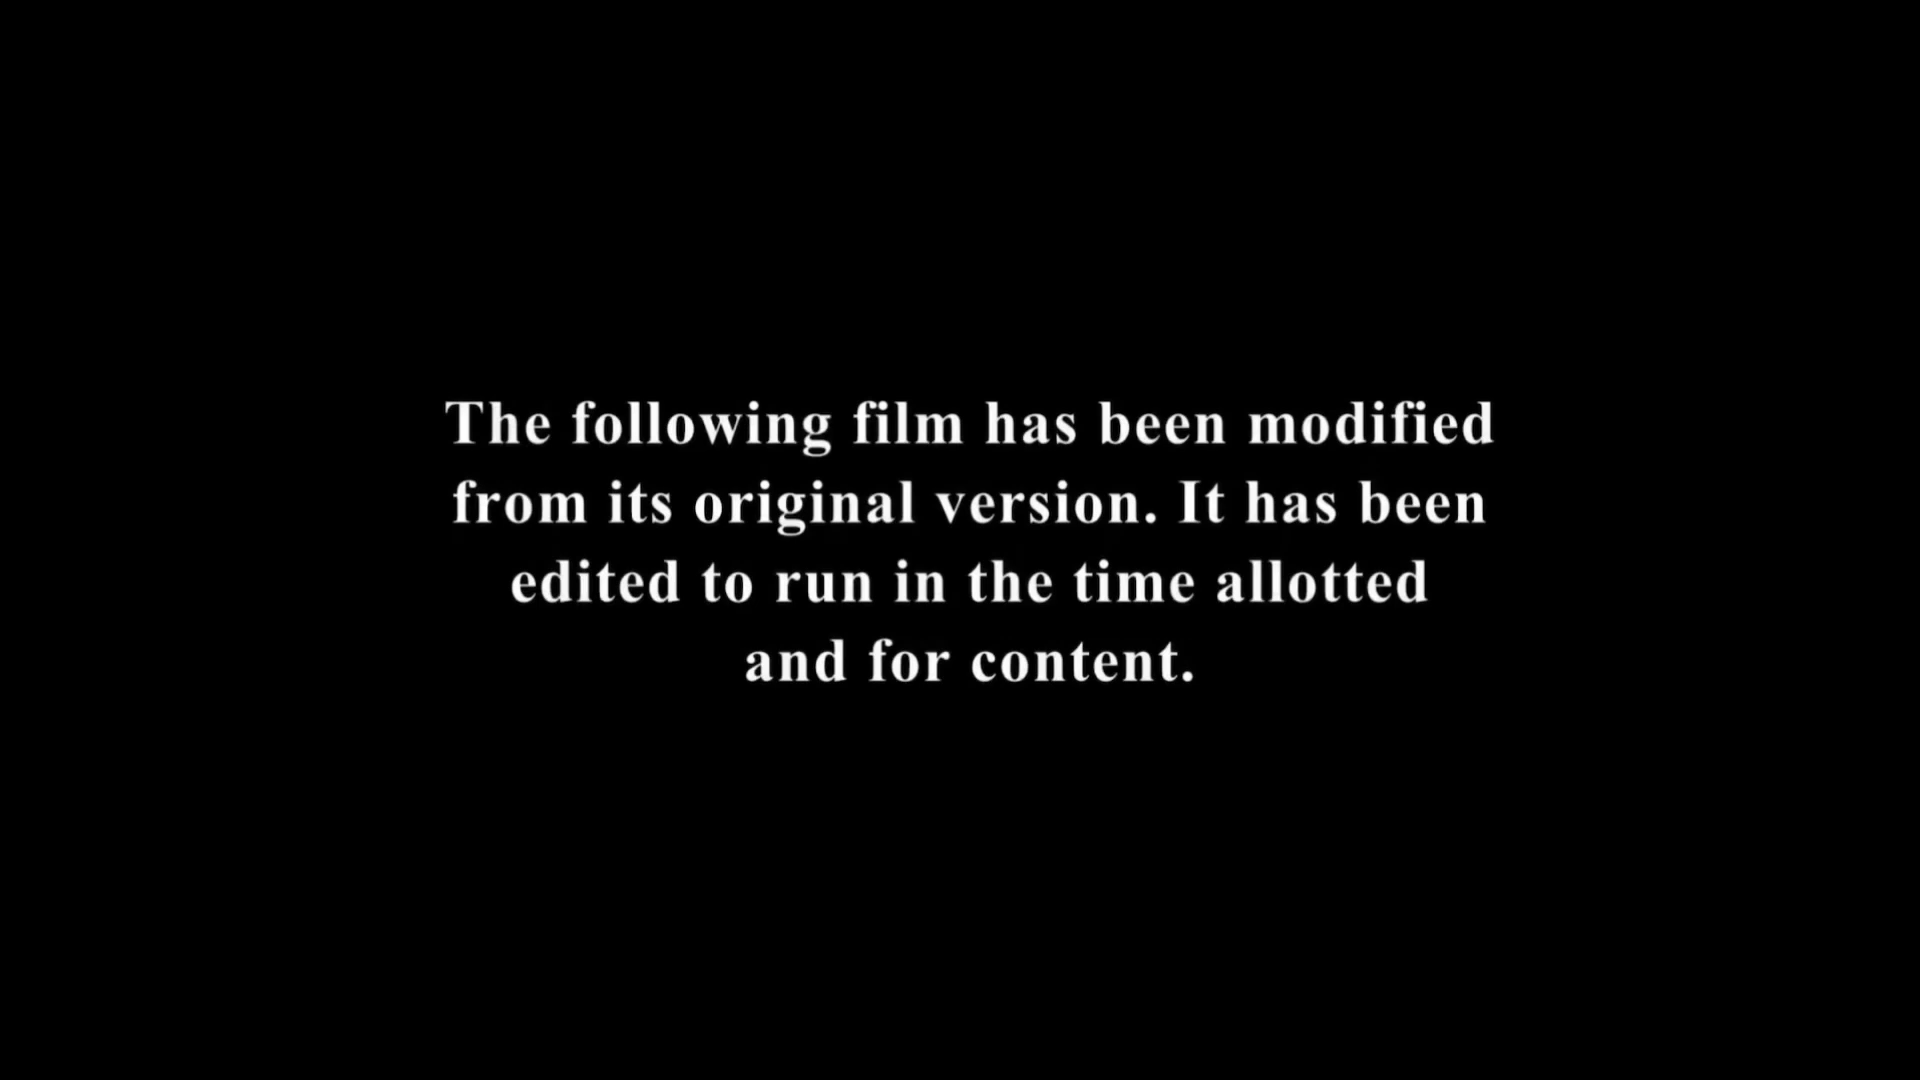 The following film has been modified
from its original version. It has been
edited to run in the time allotted
and for content.